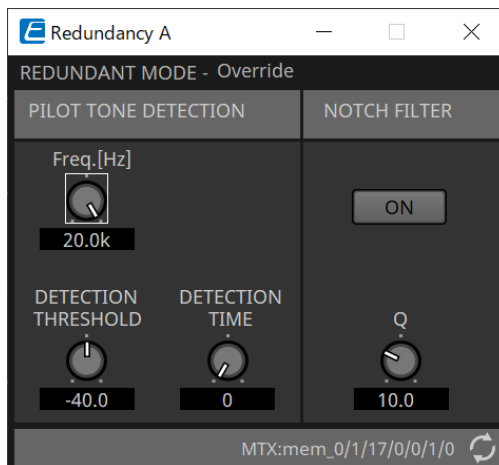 Redundancy A
REDUNDANT MODE - Override
PILOT TONE DETECTION
NOTCH FILTER
Freq.[Hz]
20.0k
ON
DETECTION
THRESHOLD
-40.0
DETECTION
TIME
0
Q
10.0
MTX:mem_0/1/17/0/0/1/0